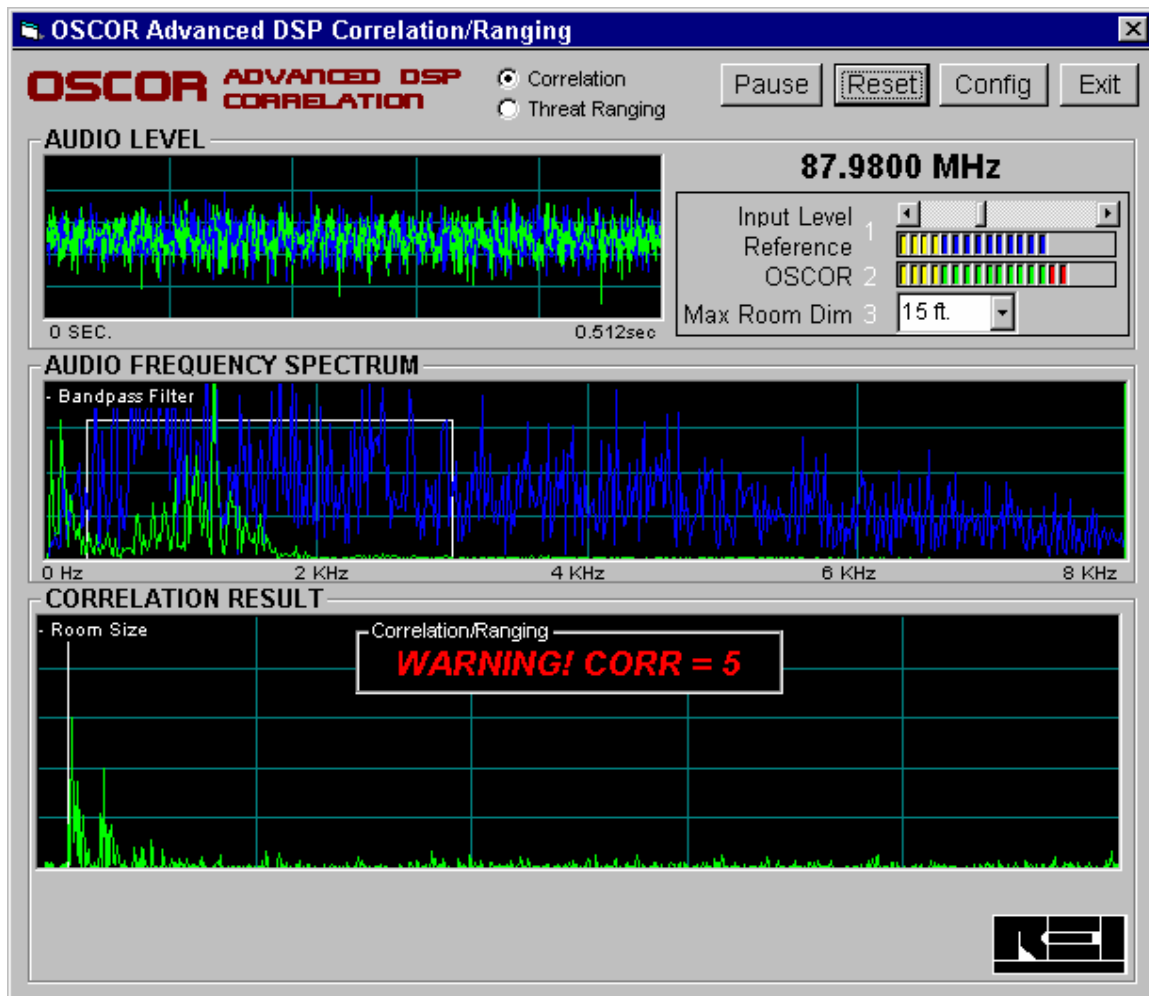 OSCOR Advanced DSP Correlation/Ranging
OSCOR ADVANCED DSP CORRELATION
Correlation
Threat Ranging
Pause
Reset
Config
Exit
AUDIO LEVEL
0 SEC.
0.512sec
87.9800 MHz
Input Level
1
Reference
OSCOR 2
Max Room Dim 3 15 ft.
AUDIO FREQUENCY SPECTRUM
- Bandpass Filter
0 Hz
2 KHz
4 KHz
6 KHz
8 KHz
CORRELATION RESULT
- Room Size
Correlation/Ranging
WARNING! CORR = 5
REI